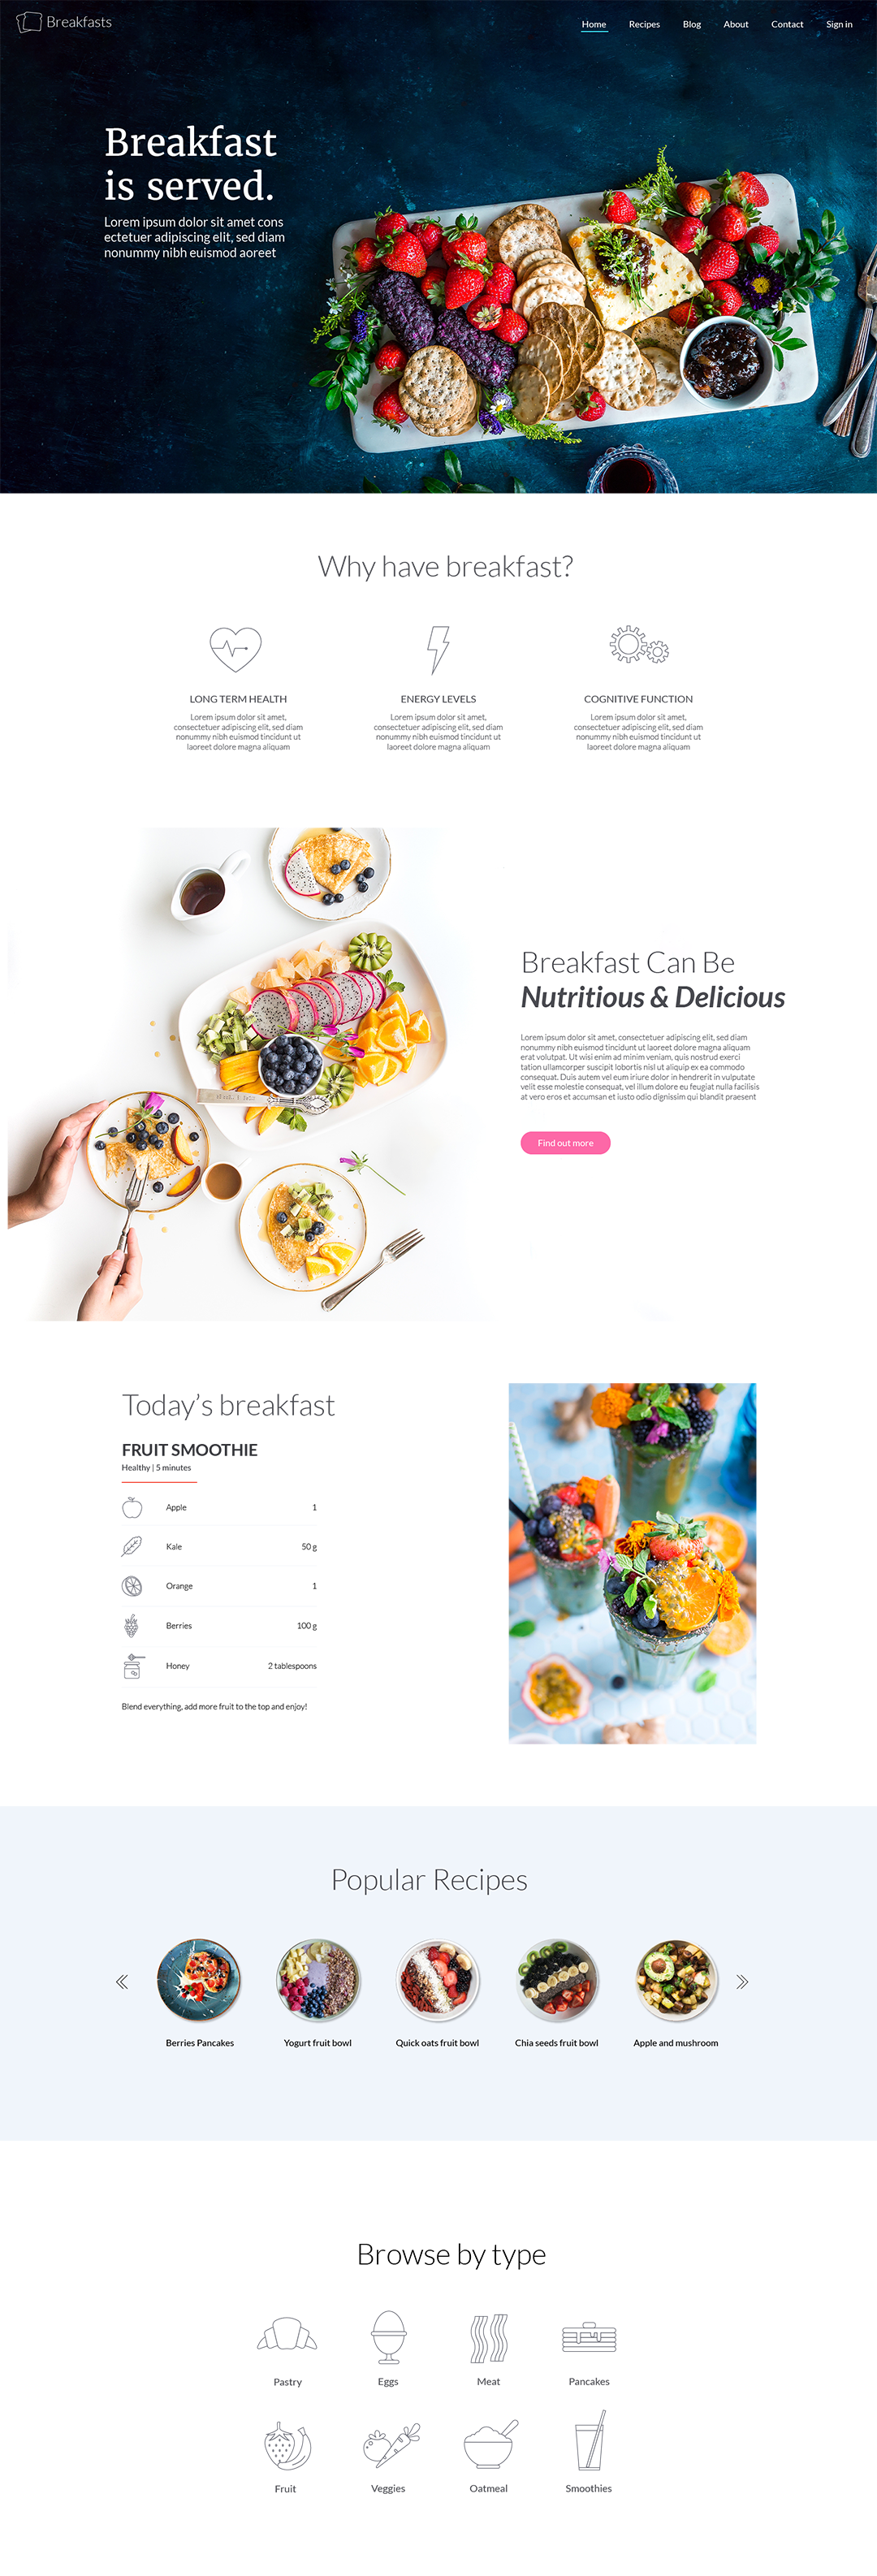 Breakfasts
Home Recipes Blog About Contact Sign in
Breakfast
is served.
Lorem ipsum dolor sit amet cons
ectetuer adipiscing elit, sed diam
nonummy nibh euismod aoreet
Why have breakfast?
LONG TERM HEALTH
Lorem ipsum dolor sit amet,
consectetuer adipiscing elit, sed diam
nonummy nibh euismod tincidunt ut
laoreet dolore magna aliquam
ENERGY LEVELS
Lorem ipsum dolor sit amet,
consectetuer adipiscing elit, sed diam
nonummy nibh euismod tincidunt ut
laoreet dolore magna aliquam
COGNITIVE FUNCTION
Lorem ipsum dolor sit amet,
consectetuer adipiscing elit, sed diam
nonummy nibh euismod tincidunt ut
laoreet dolore magna aliquam
Breakfast Can Be
Nutritious & Delicious
Lorem ipsum dolor sit amet, consectetuer adipiscing elit, sed diam
nonummy nibh euismod tincidunt ut laoreet dolore magna aliquam
erat volutpat. Ut wisi enim ad minim veniam, quis nostrud exerci
tation ullamcorper suscipit lobortis nisl ut aliquip ex ea commodo
consequat. Duis autem vel eum iriure dolor in hendrerit in vulputate
velit esse molestie consequat, vel illum dolore eu feugiat nulla facilisis
at vero eros et accumsan et iusto odio dignissim qui blandit praesent
Find out more
Today’s breakfast
FRUIT SMOOTHIE
Healthy | 5 minutes
Apple 1
Kale 50 g
Orange 1
Berries 100 g
Honey 2 tablespoons
Blend everything, add more fruit to the top and enjoy!
Popular Recipes
Berries Pancakes
Yogurt fruit bowl
Quick oats fruit bowl
Chia seeds fruit bowl
Apple and mushroom
Browse by type
Pastry
Eggs
Meat
Pancakes
Fruit
Veggies
Oatmeal
Smoothies